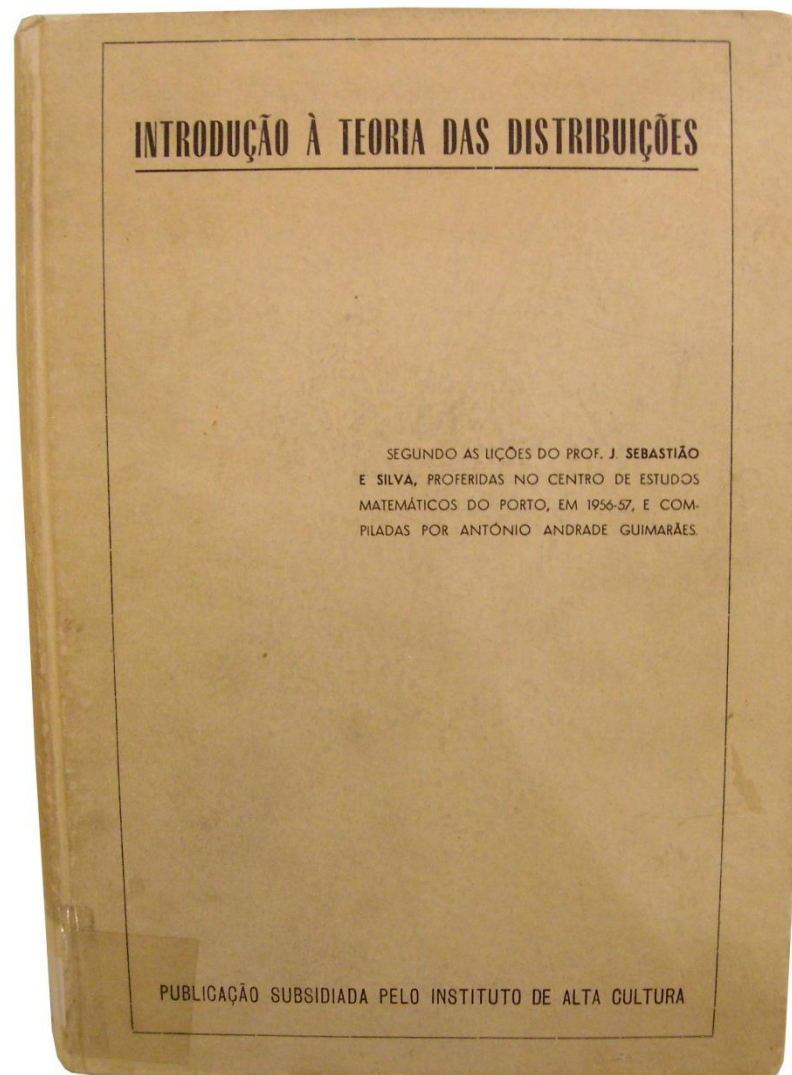 INTRODUÇÃO À TEORIA DAS DISTRIBUIÇÕES
SEGUNDO AS LIÇÕES DO PROF. J. SEBASTIÃO
E SILVA, PROFERIDAS NO CENTRO DE ESTUDOS
MATEMÁTICOS DO PORTO, EM 1956-57, E COM-
PILADAS POR ANTÓNIO ANDRADE GUIMARÃES.
PUBLICAÇÃO SUBSIDIADA PELO INSTITUTO DE ALTA CULTURA